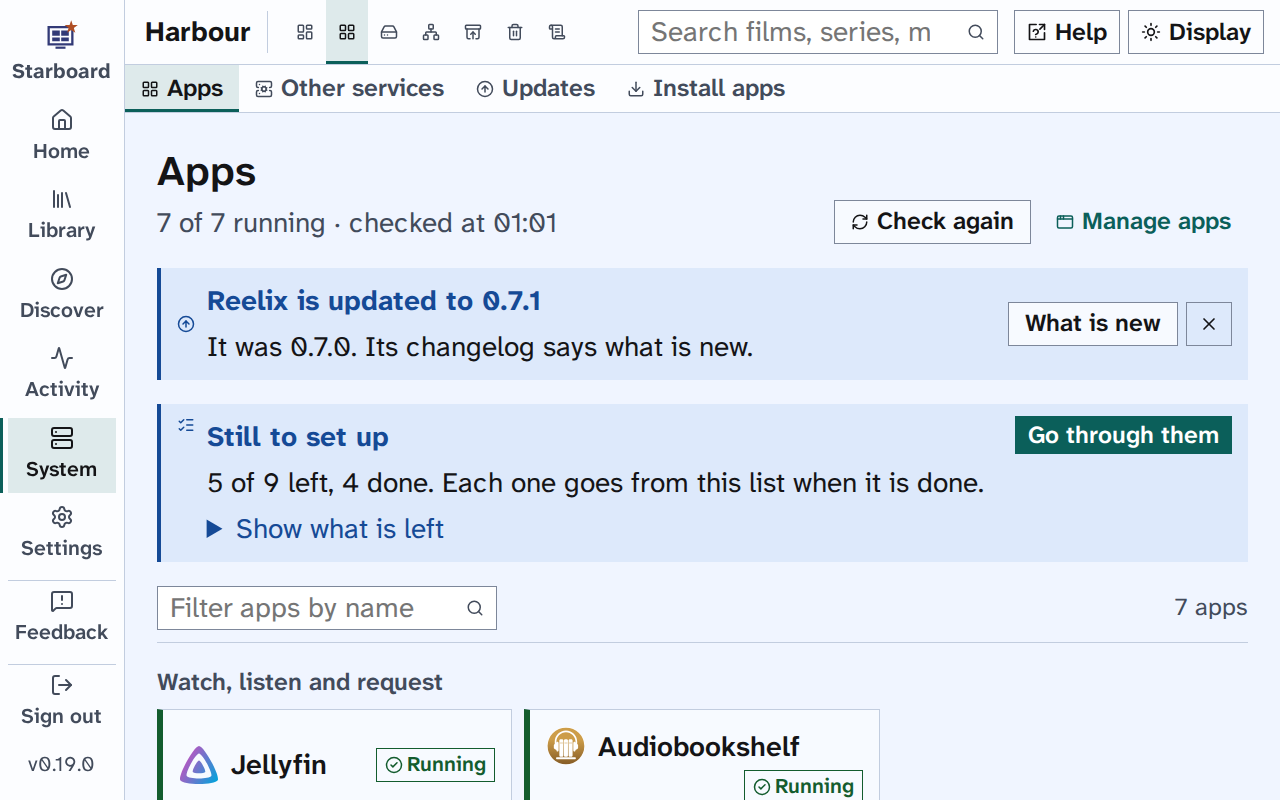 Starboard
Home
Library
Discover
Activity
System
Settings
Feedback
Sign out
v0.19.0
Harbour
Search films, series, m
Help
Display
Apps
Other services
Updates
Install apps
Apps
7 of 7 running · checked at 01:01
Check again
Manage apps
Reelix is updated to 0.7.1
It was 0.7.0. Its changelog says what is new.
What is new
Still to set up
Go through them
5 of 9 left, 4 done. Each one goes from this list when it is done.
Show what is left
Filter apps by name
7 apps
Watch, listen and request
Jellyfin
Running
Audiobookshelf
Running